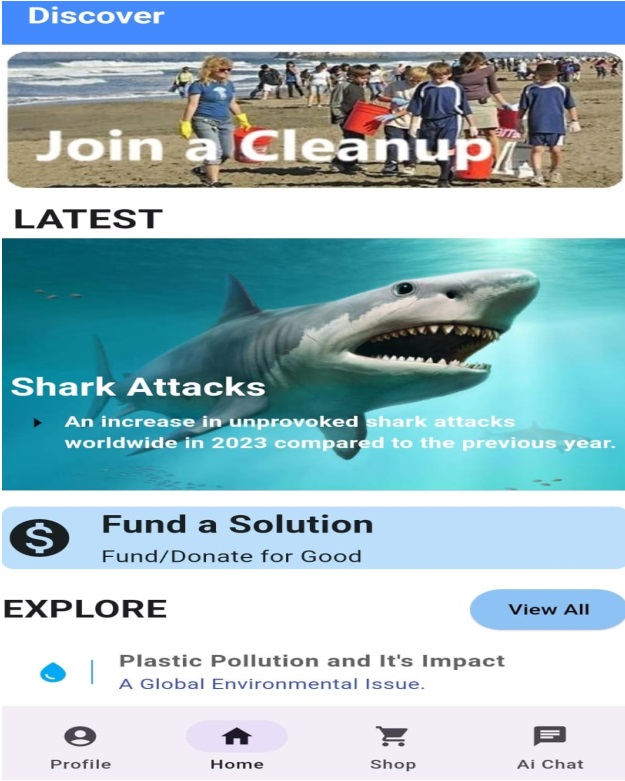 Discover
Join a Cleanup
LATEST
Shark Attacks
An increase in unprovoked shark attacks
worldwide in 2023 compared to the previous year.
Fund a Solution
Fund/Donate for Good
EXPLORE
View All
Plastic Pollution and It's Impact
A Global Environmental Issue.
Profile
Home
Shop
Ai Chat